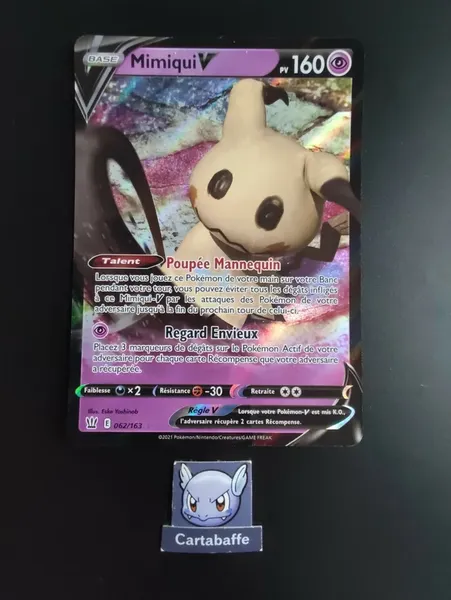 BASE MimiquiV PV 160
Talent Poupée Mannequin
Lorsque vous jouez ce Pokémon de votre main sur votre Banc
pendant votre tour, vous pouvez éviter tous les dégâts infligés
à ce Mimiqui-V par les attaques des Pokémon de votre
adversaire jusqu'à la fin du prochain tour de celui-ci.
Regard Envieux
Placez 3 marqueurs de dégâts sur le Pokémon Actif de votre
adversaire pour chaque carte Récompense que votre adversaire
a récupérée.
Faiblesse ×2 Résistance -30 Retraite
Illus. Eske Yoshinob
Règle V Lorsque votre Pokémon-V est mis K.O.,
l'adversaire récupère 2 cartes Récompense.
E 062/163
©2021 Pokémon/Nintendo/Creatures/GAME FREAK
Cartabaffe